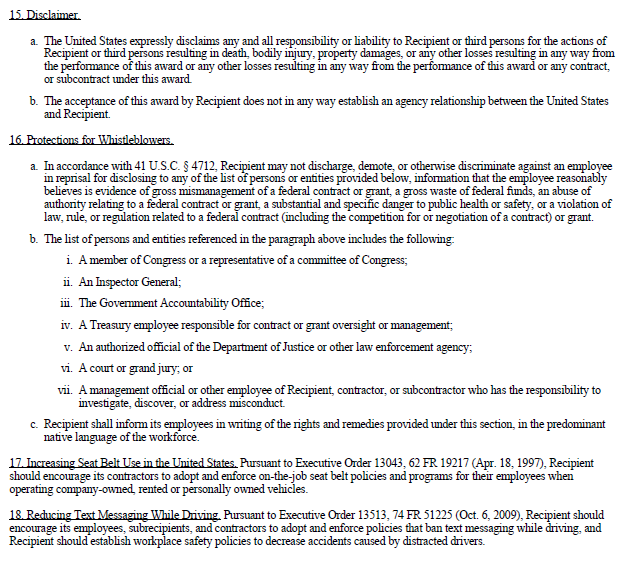 15. Disclaimer.
a. The United States expressly disclaims any and all responsibility or liability to Recipient or third persons for the actions of
Recipient or third persons resulting in death, bodily injury, property damages, or any other losses resulting in any way from
the performance of this award or any other losses resulting in any way from the performance of this award or any contract,
or subcontract under this award.
b. The acceptance of this award by Recipient does not in any way establish an agency relationship between the United States
and Recipient.
16. Protections for Whistleblowers.
a. In accordance with 41 U.S.C. § 4712, Recipient may not discharge, demote, or otherwise discriminate against an employee
in reprisal for disclosing to any of the list of persons or entities provided below, information that the employee reasonably
believes is evidence of gross mismanagement of a federal contract or grant, a gross waste of federal funds, an abuse of
authority relating to a federal contract or grant, a substantial and specific danger to public health or safety, or a violation of
law, rule, or regulation related to a federal contract (including the competition for or negotiation of a contract) or grant.
b. The list of persons and entities referenced in the paragraph above includes the following:
i. A member of Congress or a representative of a committee of Congress;
ii. An Inspector General;
iii. The Government Accountability Office;
iv. A Treasury employee responsible for contract or grant oversight or management;
v. An authorized official of the Department of Justice or other law enforcement agency;
vi. A court or grand jury; or
vii. A management official or other employee of Recipient, contractor, or subcontractor who has the responsibility to
investigate, discover, or address misconduct.
c. Recipient shall inform its employees in writing of the rights and remedies provided under this section, in the predominant
native language of the workforce.
17. Increasing Seat Belt Use in the United States. Pursuant to Executive Order 13043, 62 FR 19217 (Apr. 18, 1997), Recipient
should encourage its contractors to adopt and enforce on-the-job seat belt policies and programs for their employees when
operating company-owned, rented or personally owned vehicles.
18. Reducing Text Messaging While Driving. Pursuant to Executive Order 13513, 74 FR 51225 (Oct. 6, 2009), Recipient should
encourage its employees, subrecipients, and contractors to adopt and enforce policies that ban text messaging while driving, and
Recipient should establish workplace safety policies to decrease accidents caused by distracted drivers.